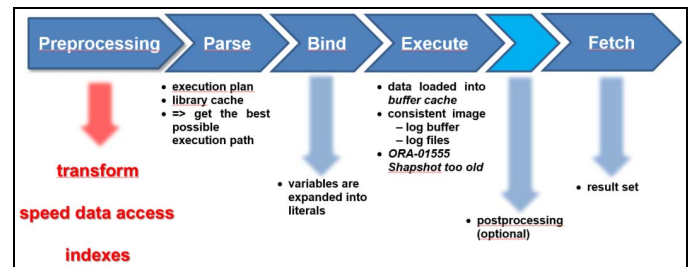 Preprocessing
Parse
Bind
Execute
Fetch
• execution plan
• library cache
• => get the best
possible
execution path
• data loaded into
buffer cache
• consistent image
– log buffer
– log files
• ORA-01555
Shapshot too old
transform
speed data access
indexes
• variables are
expanded into
literals
• postprocessing
(optional)
• result set